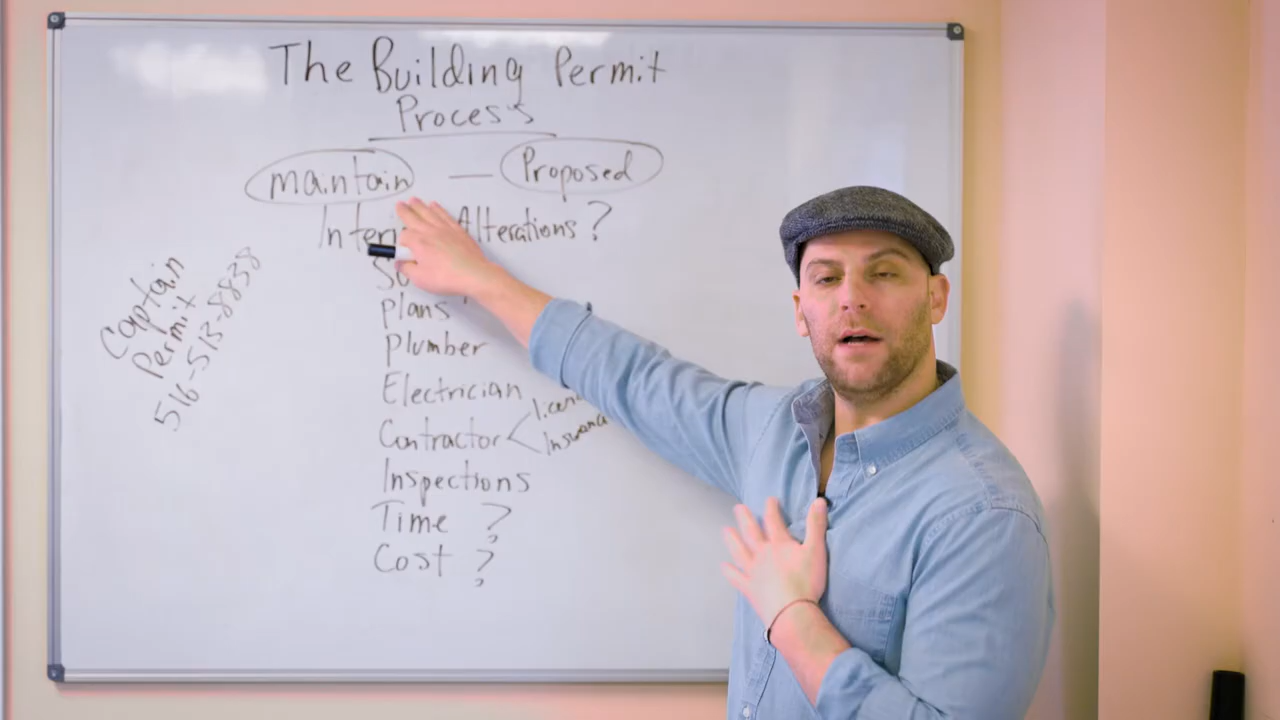 The Building Permit
Process
maintain — Proposed
Alterations?
Plans
Plumber
Electrician
Contractor <
Inspections
Time ?
Cost ?
Captain
Permit
516-513-8838